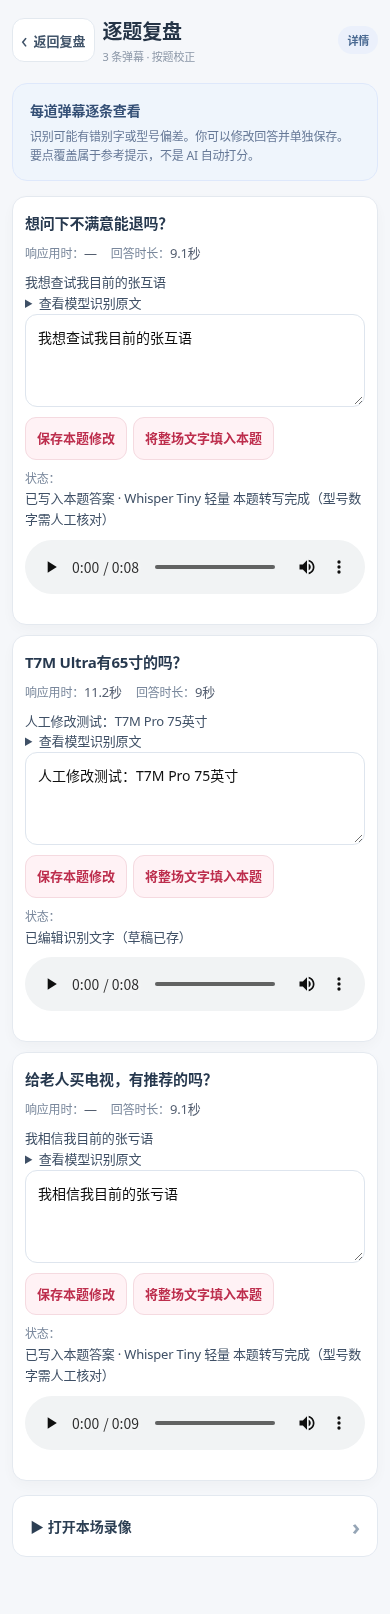 ‹ 返回复盘
逐题复盘
3 条弹幕 · 按题校正
详情
每道弹幕逐条查看
识别可能有错别字或型号偏差。你可以修改回答并单独保存。
要点覆盖属于参考提示，不是 AI 自动打分。
想问下不满意能退吗？
响应用时：— 回答时长：9.1秒
我想查试我目前的张互语
▶ 查看模型识别原文
我想查试我目前的张互语
保存本题修改 将整场文字填入本题
状态：
已写入本题答案 · Whisper Tiny 轻量 本题转写完成（型号数
字需人工核对）
0:00 / 0:08
T7M Ultra有65寸的吗？
响应用时：11.2秒 回答时长：9秒
人工修改测试：T7M Pro 75英寸
▶ 查看模型识别原文
人工修改测试：T7M Pro 75英寸
保存本题修改 将整场文字填入本题
状态：
已编辑识别文字（草稿已存）
0:00 / 0:08
给老人买电视，有推荐的吗？
响应用时：— 回答时长：9.1秒
我相信我目前的张亏语
▶ 查看模型识别原文
我相信我目前的张亏语
保存本题修改 将整场文字填入本题
状态：
已写入本题答案 · Whisper Tiny 轻量 本题转写完成（型号数
字需人工核对）
0:00 / 0:09
▶ 打开本场录像 ›